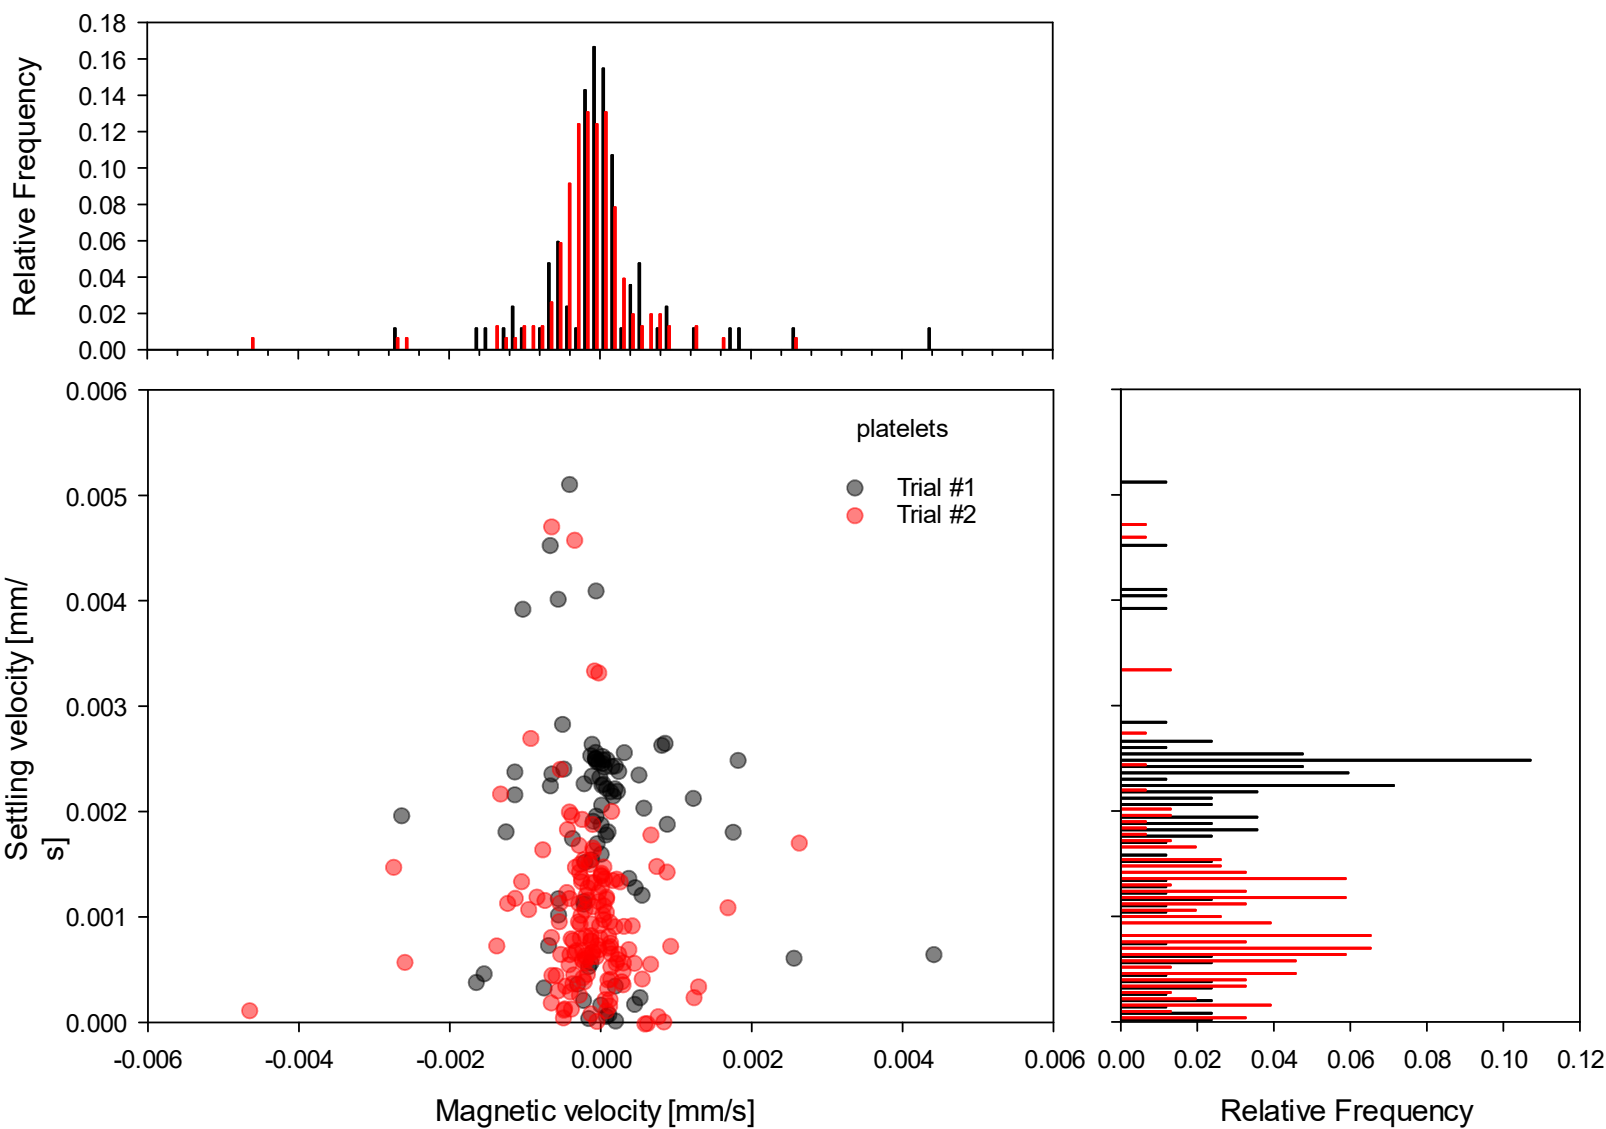 0.18
0.16
0.14
0.12
0.10
0.08
0.06
0.04
0.02
0.00
Relative Frequency
0.006
0.005
0.004
0.003
0.002
0.001
0.000
Settling velocity [mm/
s]
platelets
Trial #1
Trial #2
-0.006 -0.004 -0.002 0.000 0.002 0.004 0.006
Magnetic velocity [mm/s]
0.00 0.02 0.04 0.06 0.08 0.10 0.12
Relative Frequency